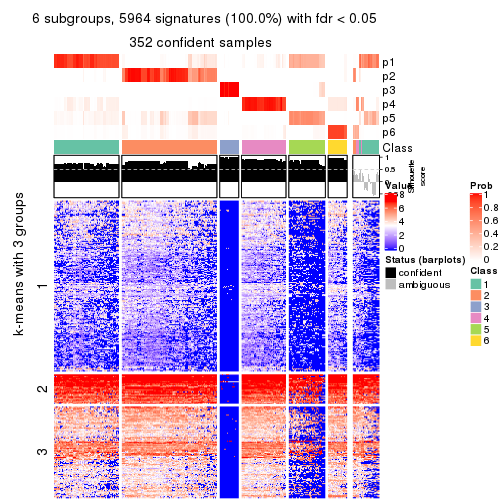 6 subgroups, 5964 signatures (100.0%) with fdr < 0.05
352 confident samples
p1
p2
p3
p4
p5
p6
Class
1
0.5
0
Silhouette
score
k-means with 3 groups
1
2
3
Value
8
6
4
2
0
Status (barplots)
confident
ambiguous
Prob
1
0.8
0.6
0.4
0.2
0
Class
1
2
3
4
5
6